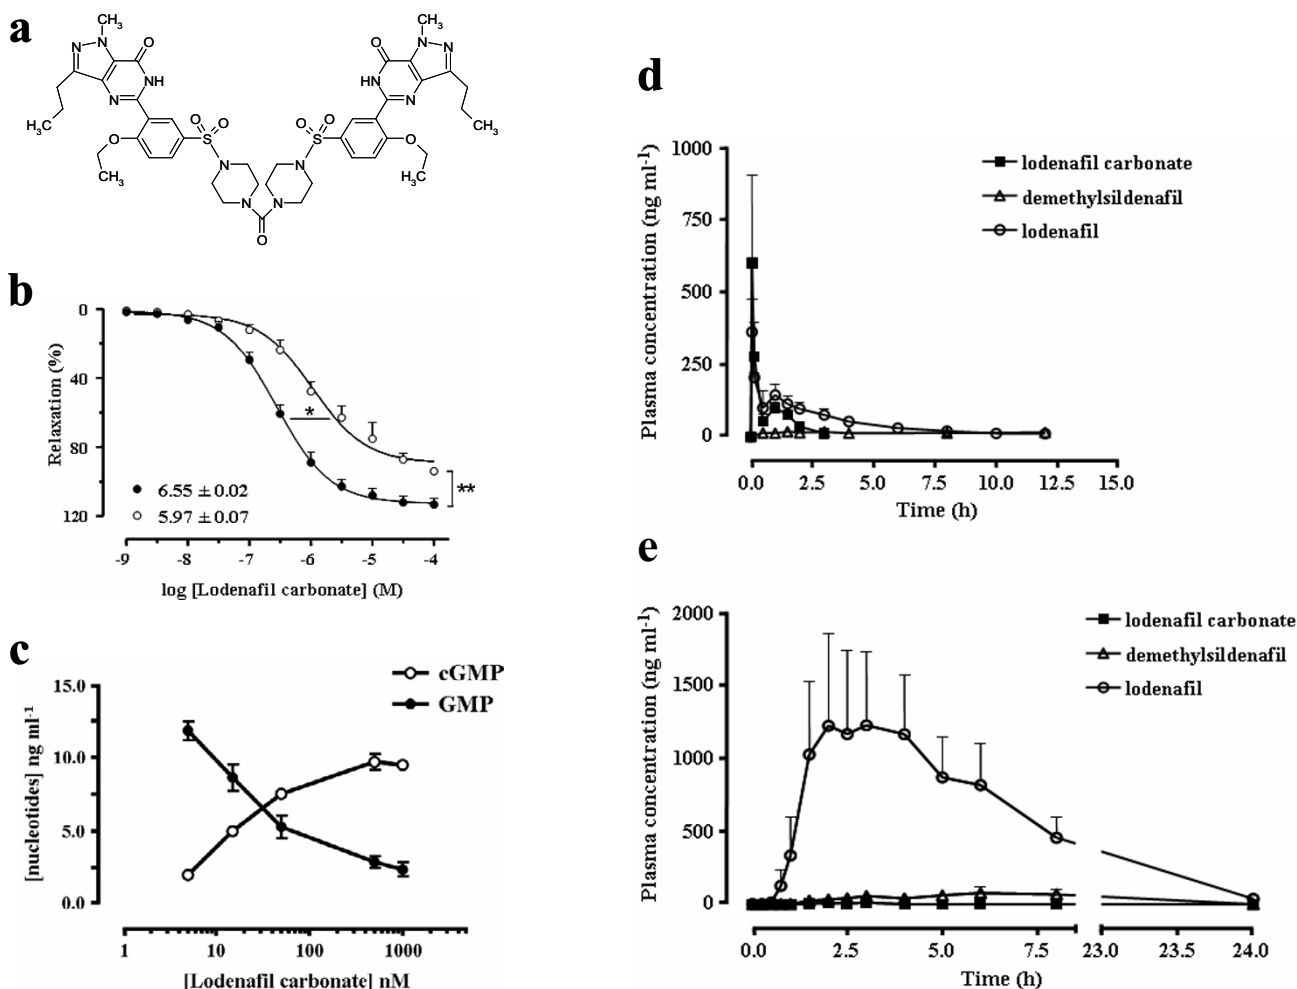 a
CH3
N
N
O
NH
N
H3C
O
CH3
O
O
S
N
N
O
CH3
N
N
O
HN
N
CH3
O
CH3
O
O
S
N
N
b
0
40
80
120
Relaxation (%)
*
**
6.55 ±0.02
5.97 ±0.07
-9 -8 -7 -6 -5 -4
log [Lodenafil carbonate] (M)
c
cGMP
GMP
15.0
10.0
5.0
0.0
[nucleotides] ng ml-1
1 10 100 1000
[Lodenafil carbonate] nM
d
1000
750
500
250
0
Plasma concentration (ng ml-1)
lodenafil carbonate
demethylsildenafil
lodenafil
0.0 2.5 5.0 7.5 10.0 12.5 15.0
Time (h)
e
2000
1500
1000
500
0
Plasma concentration (ng ml-1)
lodenafil carbonate
demethylsildenafil
lodenafil
0.0 2.5 5.0 7.5 23.0 23.5 24.0
Time (h)